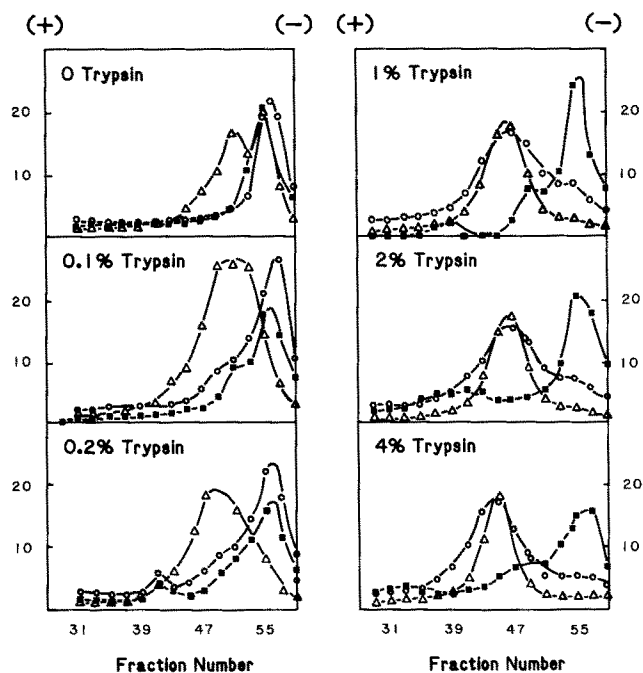 (+) (−) (+) (−)
0 Trypsin
20
10
0.1% Trypsin
20
10
0.2% Trypsin
20
10
31 39 47 55
Fraction Number
1% Trypsin
20
10
2% Trypsin
20
10
4% Trypsin
20
10
31 39 47 55
Fraction Number